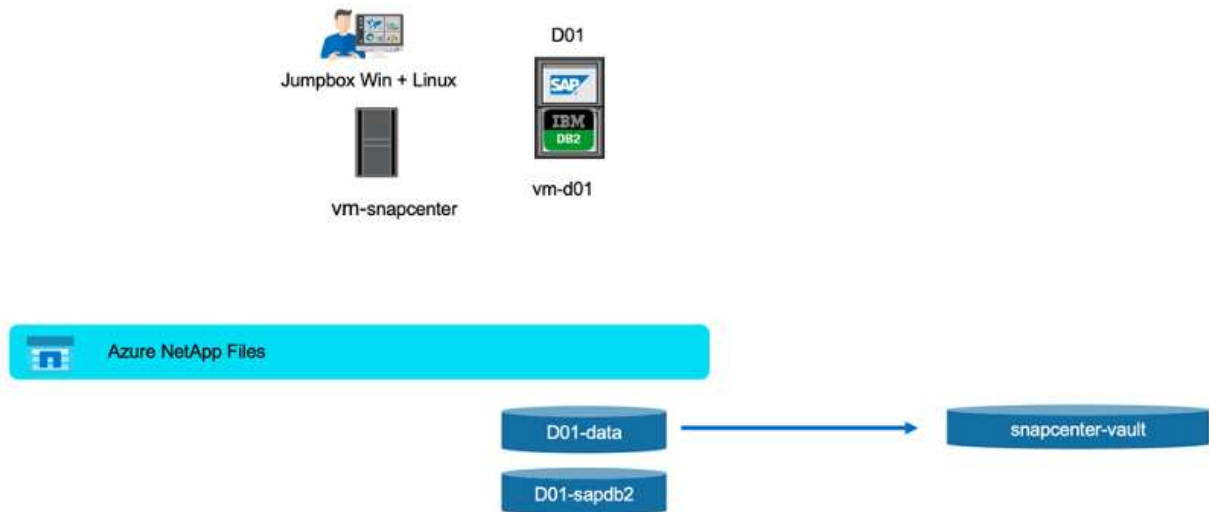 D01
Jumpbox Win + Linux
SAP
IBM
DB2
vm-d01
vm-snapcenter
Azure NetApp Files
D01-data
snapcenter-vault
D01-sapdb2